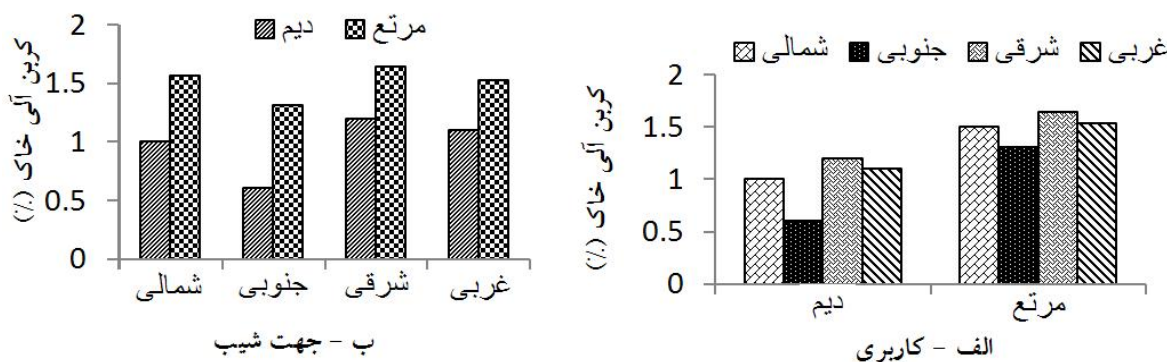 شمالی جنوبی شرقی غربی
کربن آلی خاک (٪)
2
1.5
1
0.5
0
دیم مرتع
الف - کاربری
دیم مرتع
کربن آلی خاک (٪)
2
1.5
1
0.5
0
شمالی جنوبی شرقی غربی
ب - جهت شیب